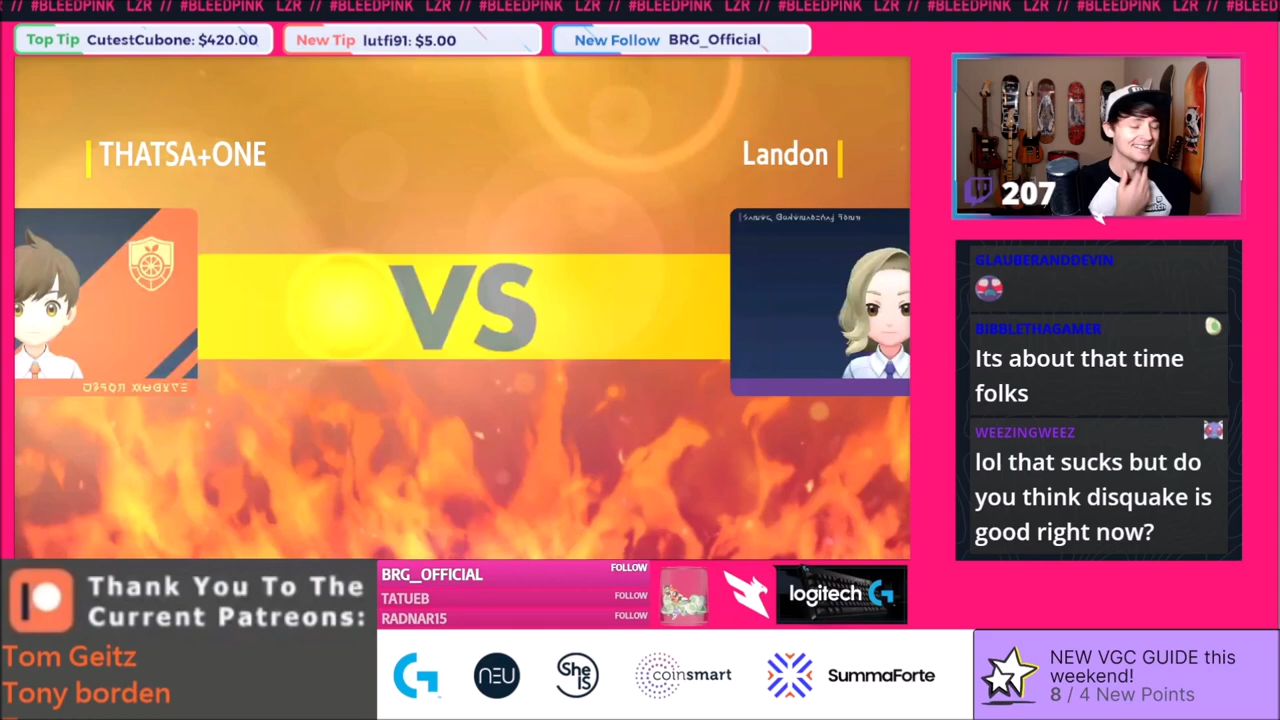 // #BLEEDPINK LZR // #BLEEDPINK LZR // #BLEEDPINK LZR // #BLEEDPINK LZR // #BLEEDPINK LZR // #BLEEDPINK LZR // #BLEEDPINK LZR // #BLEEDPINK LZR // #BLEED
Top Tip CutestCubone: $420.00
New Tip lutfi91: $5.00
New Follow BRG_Official
THATSA+ONE
Landon
VS
207
GLAUBERANDDEVIN
BIBBLETHAGAMER
Its about that time
folks
WEEZINGWEEZ
lol that sucks but do
you think disquake is
good right now?
Thank You To The
Current Patreons:
Tom Geitz
Tony borden
BRG_OFFICIAL FOLLOW
TATUEB FOLLOW
RADNAR15 FOLLOW
logitech G
neu
She IS
coinsmart
SummaForte
NEW VGC GUIDE this
weekend!
8 / 4 New Points